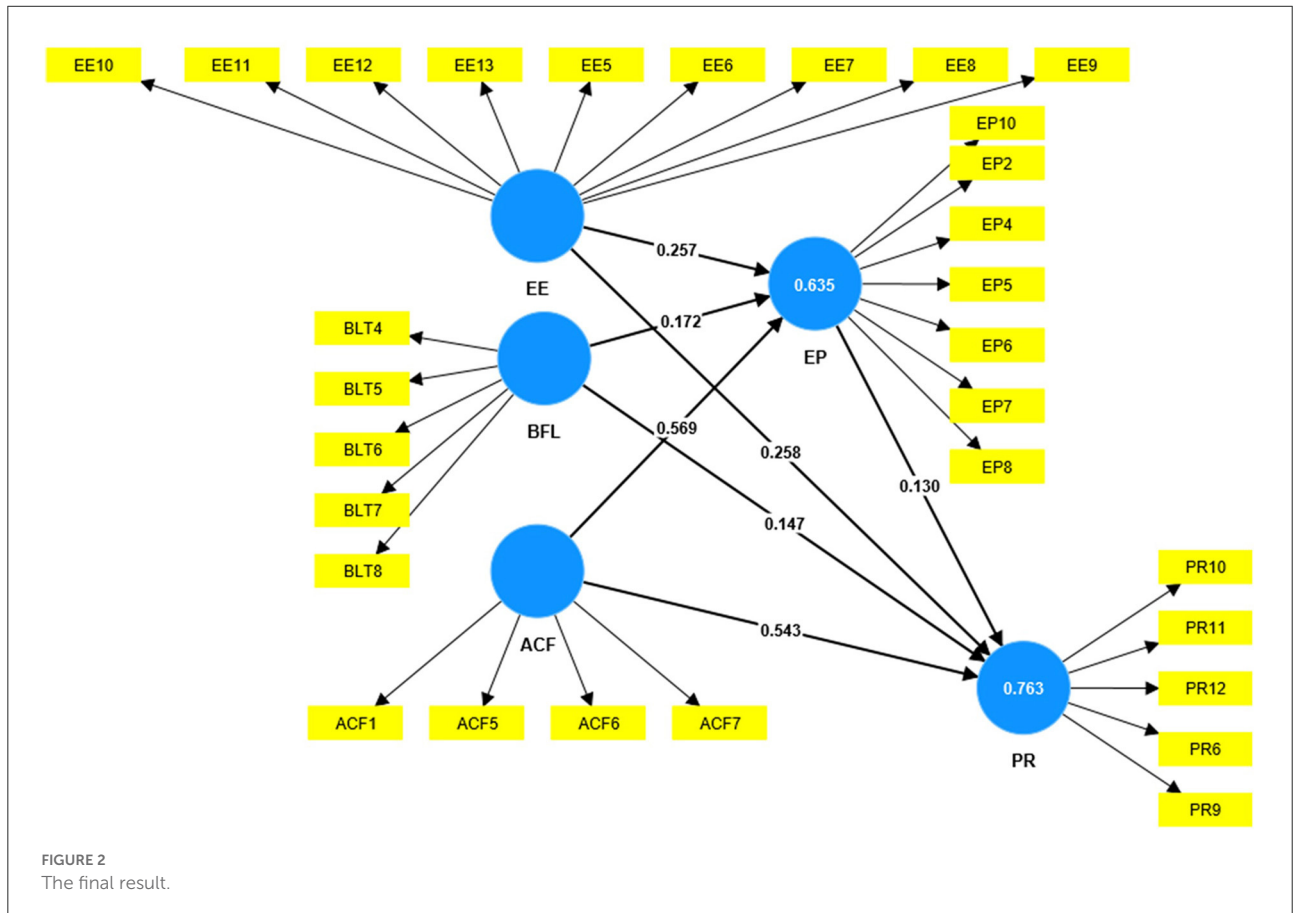 EE10 EE11 EE12 EE13 EE5 EE6 EE7 EE8 EE9
EP10
EP2
EP4
EP5
EP6
EP7
EP8
0.257
0.635
EE
EP
0.172
BLT4
BLT5
BLT6
BLT7
BLT8
BFL
0.569
0.258
0.130
0.147
0.543
ACF
ACF1 ACF5 ACF6 ACF7
0.763
PR
PR10
PR11
PR12
PR6
PR9
FIGURE 2
The final result.